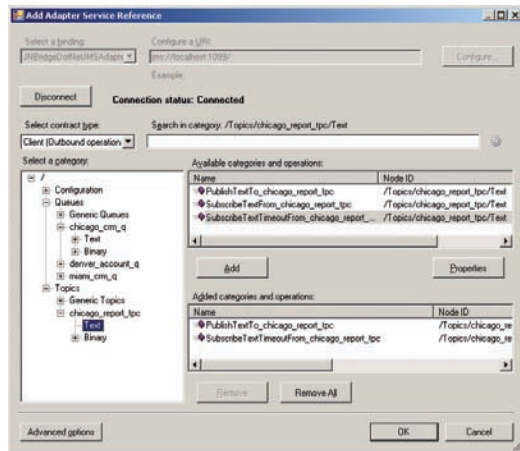 Add Adapter Service Reference
Select a binding:
Configure a URI:
JNBridgeDotNetJMSAdapte
jms://localhost:1099/
Configure...
Example:
Disconnect
Connection status: Connected
Select contract type:
Search in category: /Topics/chicago_report_tpc/Text
Client (Outbound operation
Select a category:
Available categories and operations:
/
Configuration
Queues
Generic Queues
chicago_crm_q
Text
Binary
denver_account_q
miami_crm_q
Topics
Generic Topics
chicago_report_tpc
Text
Binary
Name
Node ID
PublishTextTo_chicago_report_tpc
/Topics/chicago_report_tpc/Text
SubscribeTextFrom_chicago_report_tpc
/Topics/chicago_report_tpc/Text
SubscribeTextTimeoutFrom_chicago_report_...
/Topics/chicago_report_tpc/Text
Add
Properties
Added categories and operations:
Name
Node ID
PublishTextTo_chicago_report_tpc
/Topics/chicago_re
SubscribeTextTimeoutFrom_chicago_report_tpc
/Topics/chicago_re
Remove
Remove All
Advanced options
OK
Cancel